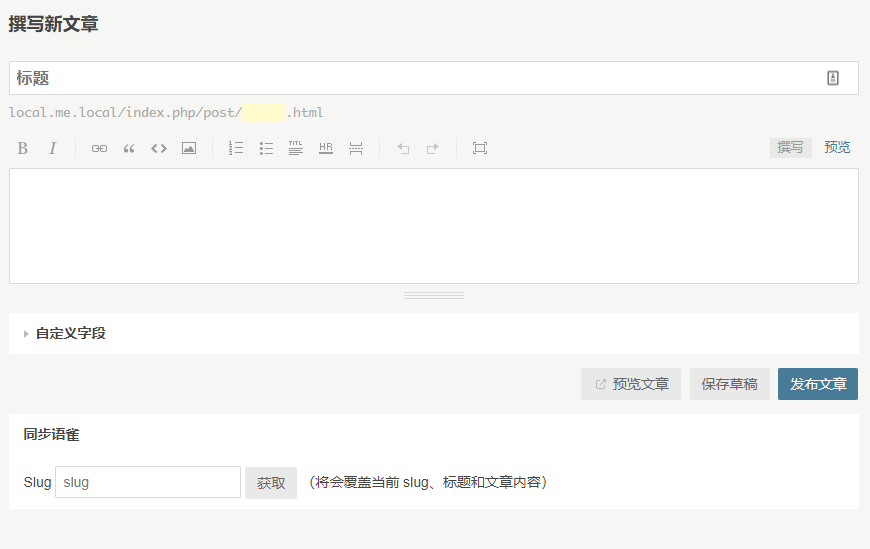 撰写新文章
标题
local.me.local/index.php/post/ .html
B I TITL HR 撰写 预览
自定义字段
预览文章 保存草稿 发布文章
同步语雀
Slug slug 获取 （将会覆盖当前 slug、标题和文章内容）